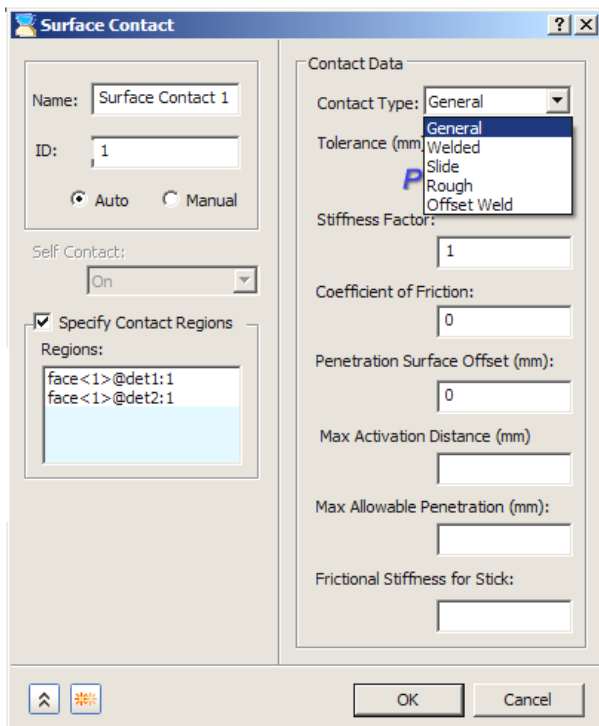 Surface Contact
Name: Surface Contact 1
ID: 1
Auto Manual
Self Contact:
On
Specify Contact Regions
Regions:
face<1>@det1:1
face<1>@det2:1
Contact Data
Contact Type: General
General
Welded
Slide
Rough
Offset Weld
Tolerance (mm)
P
Stiffness Factor:
1
Coefficient of Friction:
0
Penetration Surface Offset (mm):
0
Max Activation Distance (mm)
Max Allowable Penetration (mm):
Frictional Stiffness for Stick:
OK Cancel